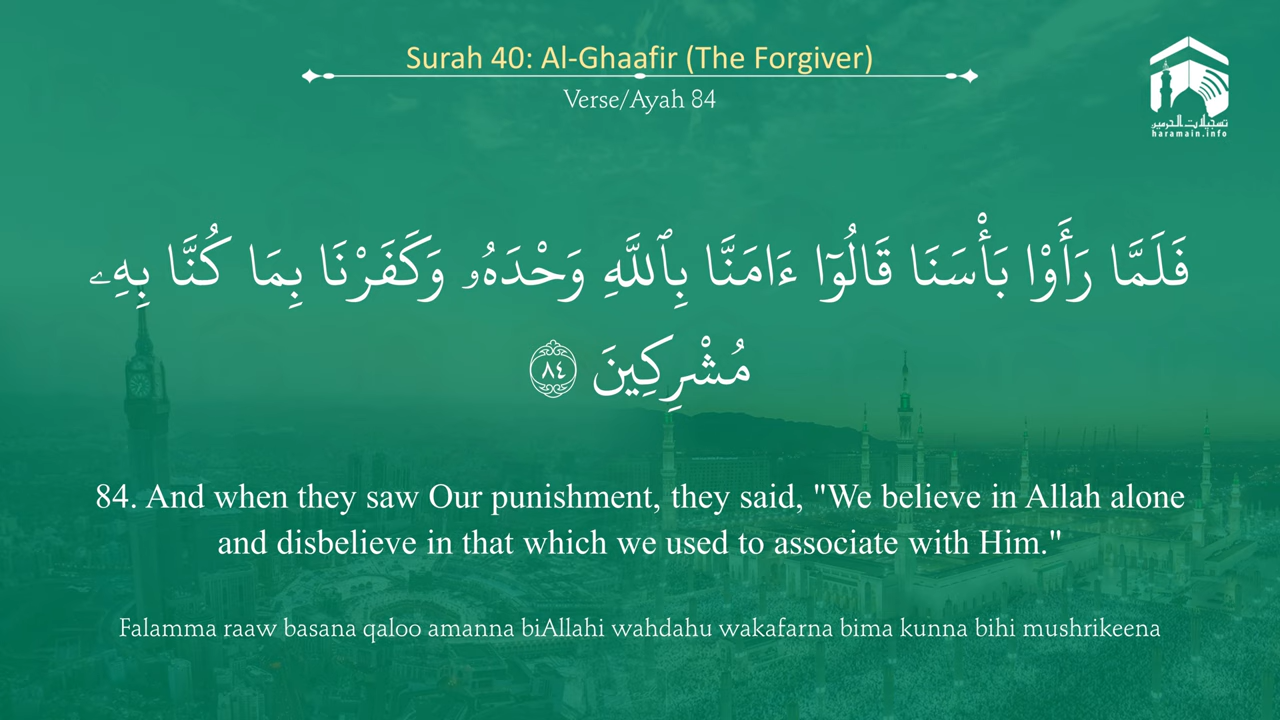 Surah 40: Al-Ghaafir (The Forgiver)
Verse/Ayah 84
تسجيلات الحرمين
haramain.info
فَلَمَّا رَأَوْا۟ بَأْسَنَا قَالُوٓا۟ ءَامَنَّا بِٱللَّهِ وَحْدَهُۥ وَكَفَرْنَا بِمَا كُنَّا بِهِۦ
مُشْرِكِينَ ٨٤
84. And when they saw Our punishment, they said, "We believe in Allah alone
and disbelieve in that which we used to associate with Him."
Falamma raaw basana qaloo amanna biAllahi wahdahu wakafarna bima kunna bihi mushrikeena